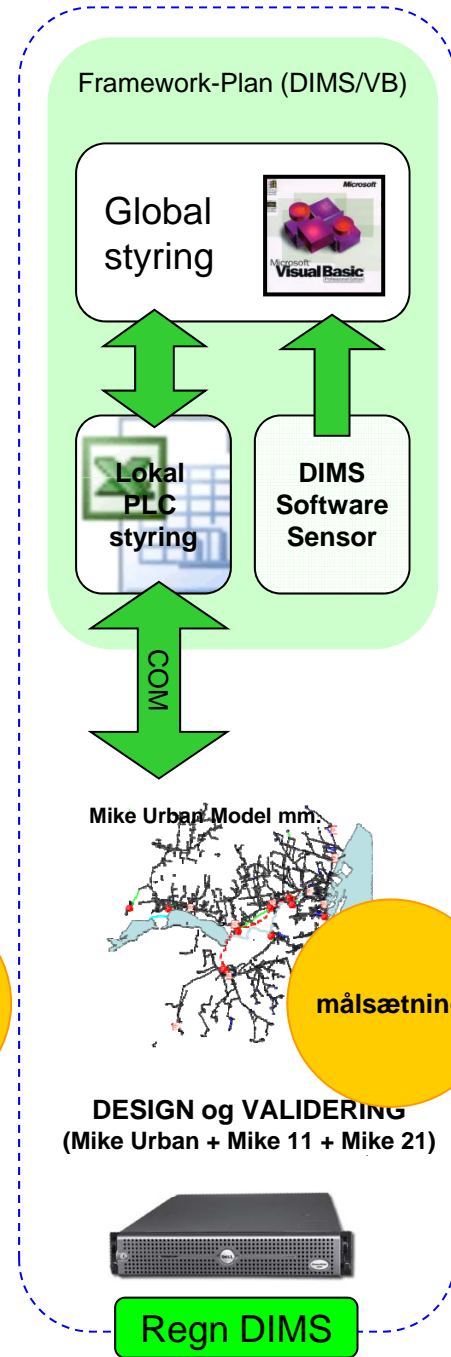 Framework-Plan (DIMS/VB)
Global
styring
Microsoft
Microsoft
Visual Basic
Lokal
PLC
styring
DIMS
Software
Sensor
COM
Mike Urban Model mm.
målsætning
DESIGN og VALIDERING
(Mike Urban + Mike 11 + Mike 21)
DELL
Regn DIMS